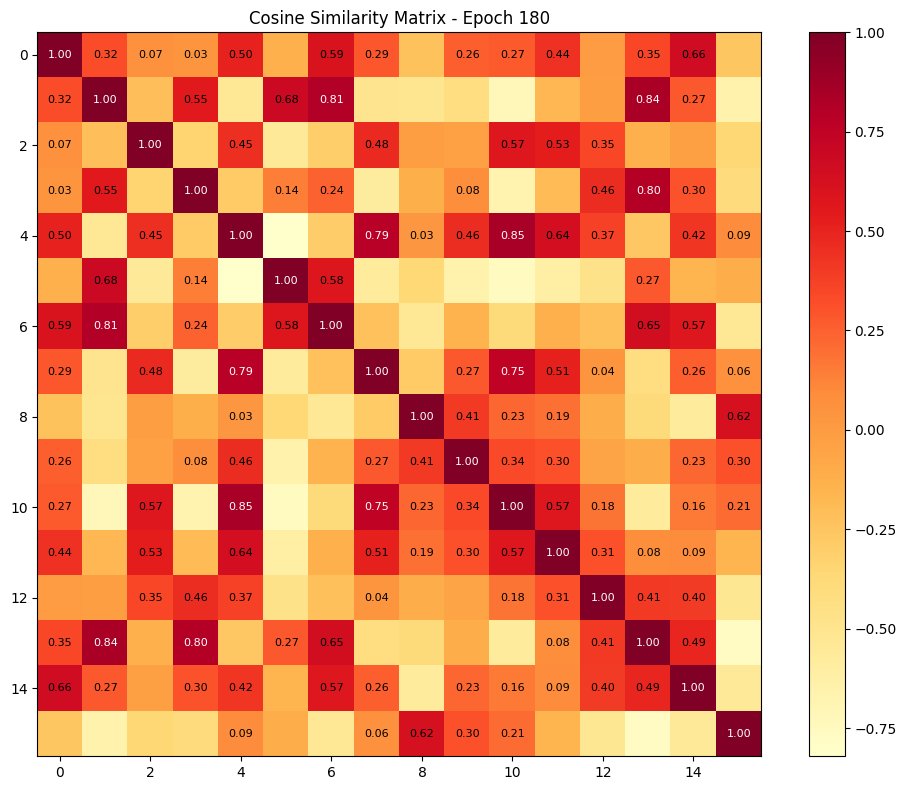 Cosine Similarity Matrix - Epoch 180
0 1.00 0.32 0.07 0.03 0.50 0.59 0.29 0.26 0.27 0.44 0.35 0.66
0.32 1.00 0.55 0.68 0.81 0.84 0.27
2 0.07 1.00 0.45 0.48 0.57 0.53 0.35
0.03 0.55 1.00 0.14 0.24 0.08 0.46 0.80 0.30
4 0.50 0.45 1.00 0.79 0.03 0.46 0.85 0.64 0.37 0.42 0.09
0.68 0.14 1.00 0.58 0.27
6 0.59 0.81 0.24 0.58 1.00 0.65 0.57
0.29 0.48 0.79 1.00 0.27 0.75 0.51 0.04 0.26 0.06
8 0.03 1.00 0.41 0.23 0.19 0.62
0.26 0.08 0.46 0.27 0.41 1.00 0.34 0.30 0.23 0.30
10 0.27 0.57 0.85 0.75 0.23 0.34 1.00 0.57 0.18 0.16 0.21
0.44 0.53 0.64 0.51 0.19 0.30 0.57 1.00 0.31 0.08 0.09
12 0.35 0.46 0.37 0.04 0.18 0.31 1.00 0.41 0.40
0.35 0.84 0.80 0.27 0.65 0.08 0.41 1.00 0.49
14 0.66 0.27 0.30 0.42 0.57 0.26 0.23 0.16 0.09 0.40 0.49 1.00
0.09 0.06 0.62 0.30 0.21 1.00
0 2 4 6 8 10 12 14
1.00
0.75
0.50
0.25
0.00
−0.25
−0.50
−0.75